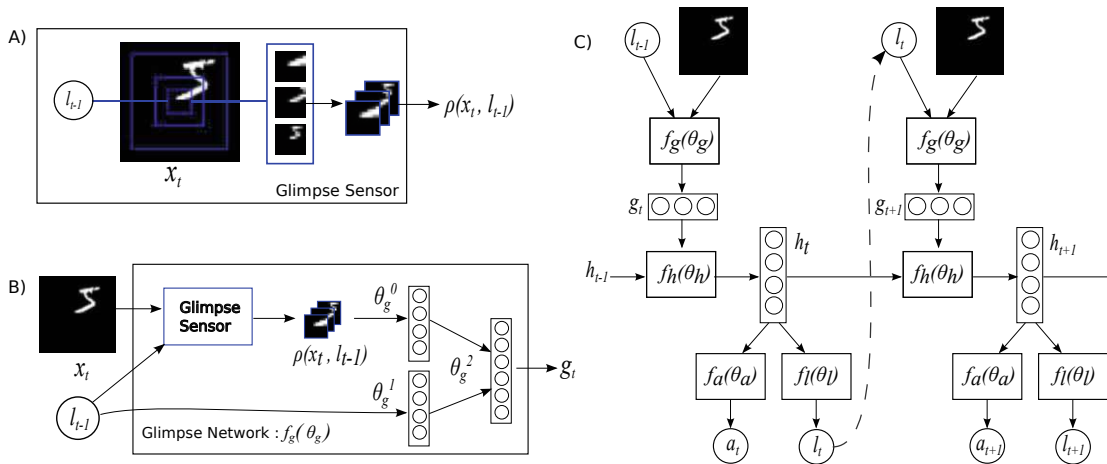 A)
l_{t-1}
x_t
ρ(x_t, l_{t-1})
Glimpse Sensor
B)
x_t
l_{t-1}
Glimpse
Sensor
ρ(x_t, l_{t-1})
θ_g^0
θ_g^1
θ_g^2
g_t
Glimpse Network : f_g(θ_g)
C)
l_{t-1}
l_t
f_g(θ_g)
f_g(θ_g)
g_t
g_{t+1}
h_{t-1}
f_h(θ_h)
h_t
f_h(θ_h)
h_{t+1}
f_a(θ_a)
f_l(θ_l)
f_a(θ_a)
f_l(θ_l)
a_t
l_t
a_{t+1}
l_{t+1}